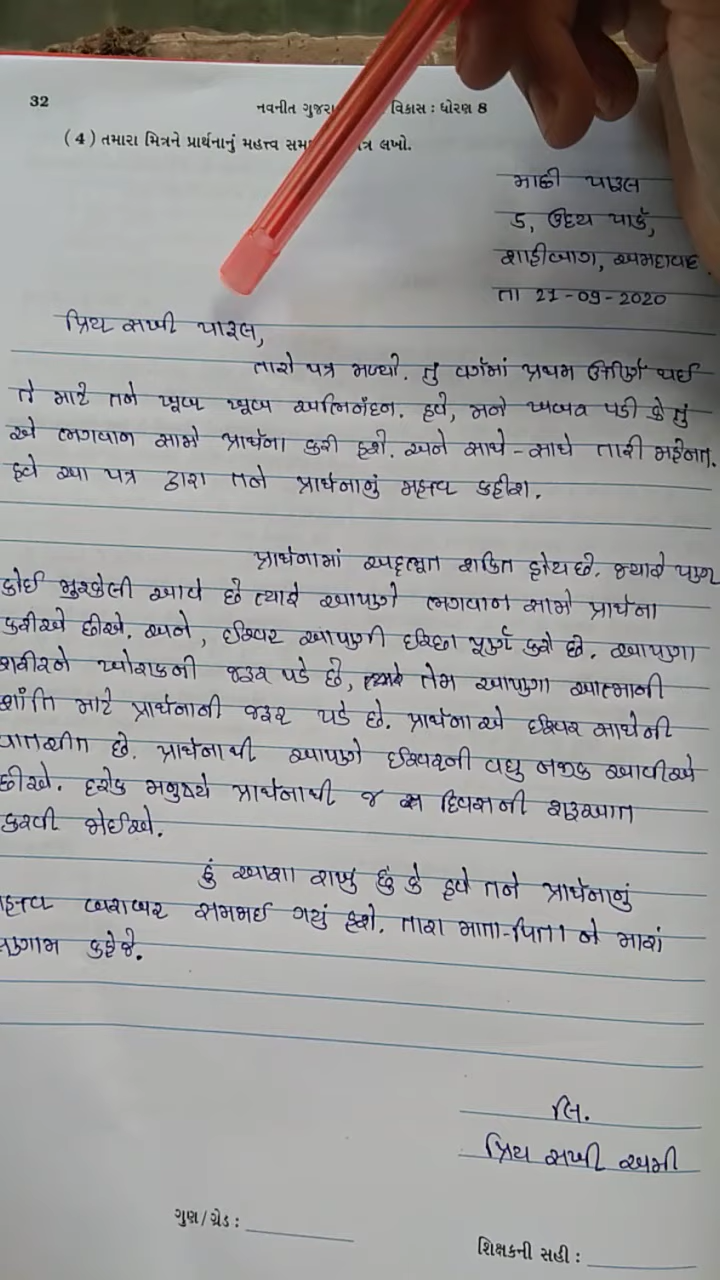 32
નવનીત ગુજરા વિકાસ : ધોરણ 8
(4) તમારા મિત્રને પ્રાર્થનાનું મહત્ત્વ સમ ત્ર લખો.
માછી પારૂલ
ડ, ઉદય પાર્ક,
શાહીબાગ, અમદાવાદ.
તા 21-09-2020
પ્રિય સખી પારૂલ,
તારો પત્ર મળ્યો. તું વર્ગમાં પ્રથમ ઉત્તીર્ણ થઈ
તે માટે તને ખૂબ ખૂબ અભિનંદન. હવે, મને ખબર પડી કે તું
એ ભગવાન સામે પ્રાર્થના કરી હશે. અને સાથે-સાથે તારી મહેનત.
હવે આ પત્ર દ્વારા તને પ્રાર્થનાનું મહત્ત્વ કહીશ.
પ્રાર્થનામાં અદ્ભૂત શક્તિ હોય છે. જ્યારે પણ
કોઈ મુશ્કેલી આવે છે ત્યારે આપણે ભગવાન સામે પ્રાર્થના
કરીએ છીએ. અને, ઈશ્વર આપણી ઈચ્છા પૂર્ણ કરે છે. આપણા
શરીરને ખોરાકની જરૂર પડે છે, તેમ આપણા આત્માની
શાંતિ માટે પ્રાર્થનાની જરૂર પડે છે. પ્રાર્થના એ ઈશ્વર સાથેની
વાતચીત છે. પ્રાર્થનાથી આપણે ઈશ્વરની વધુ નજીક આવીએ
છીએ. દરેક મનુષ્યે પ્રાર્થનાથી જ દિવસની શરૂઆત
કરવી જોઈએ.
હું આશા રાખુ છું કે હવે તને પ્રાર્થનાનું
મહત્ત્વ બરાબર સમજાઈ ગયું હશે. તારા માતા-પિતા ને મારાં
પ્રણામ કહેજે.
લિ.
પ્રિય સખી અમી
ગુણ/ગ્રેડ :
શિક્ષકની સહી :